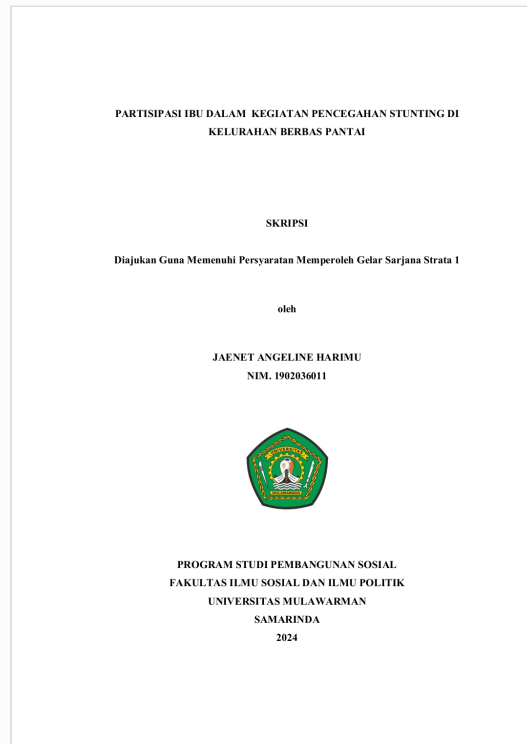 PARTISIPASI IBU DALAM KEGIATAN PENCEGAHAN STUNTING DI
KELURAHAN BERBAS PANTAI
SKRIPSI
Diajukan Guna Memenuhi Persyaratan Memperoleh Gelar Sarjana Strata 1
oleh
JAENET ANGELINE HARIMU
NIM. 1902036011
UNIVERSITAS
MULAWARMAN
PROGRAM STUDI PEMBANGUNAN SOSIAL
FAKULTAS ILMU SOSIAL DAN ILMU POLITIK
UNIVERSITAS MULAWARMAN
SAMARINDA
2024